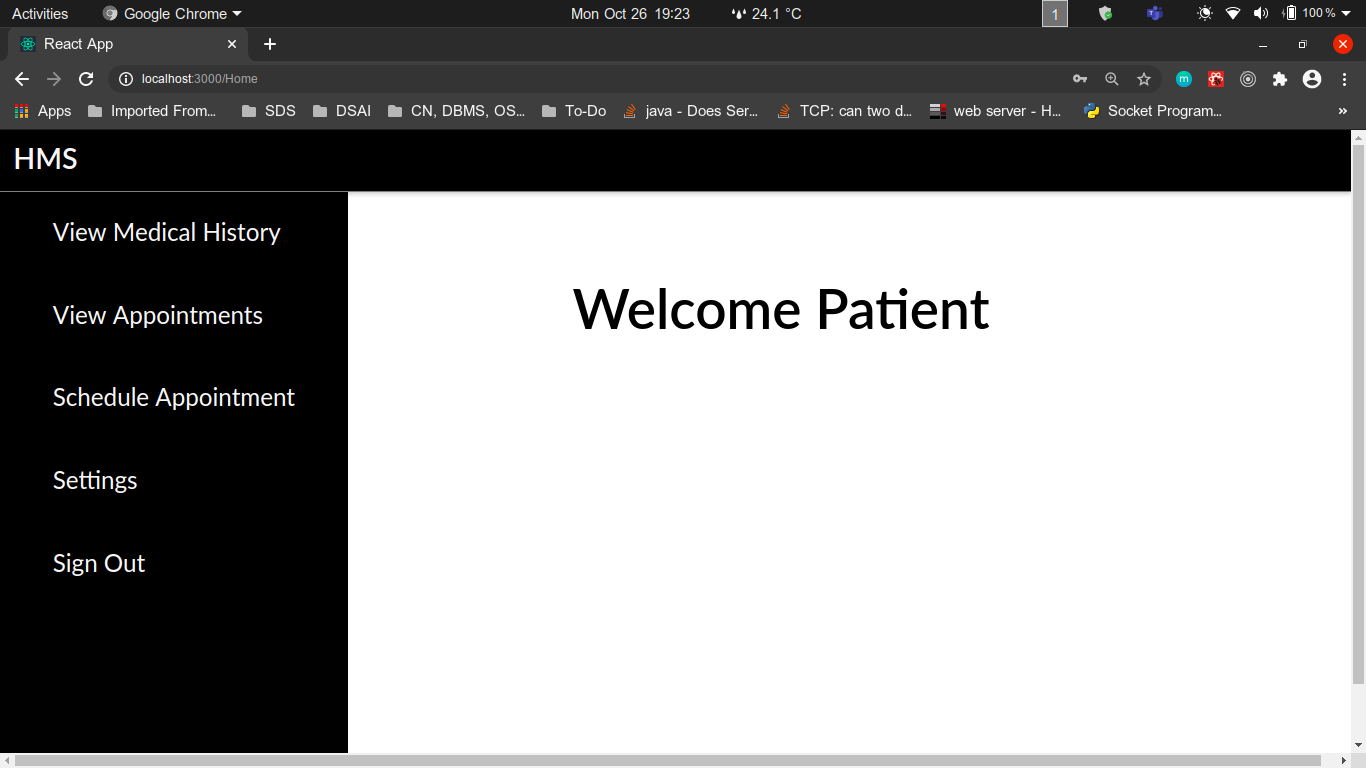 Activities Google Chrome Mon Oct 26 19:23 24.1 °C 1 100 %
React App
localhost:3000/Home m
Apps Imported From… SDS DSAI CN, DBMS, OS… To-Do java - Does Ser… TCP: can two d… web server - H… Socket Program… »
HMS
View Medical History
Welcome Patient
View Appointments
Schedule Appointment
Settings
Sign Out